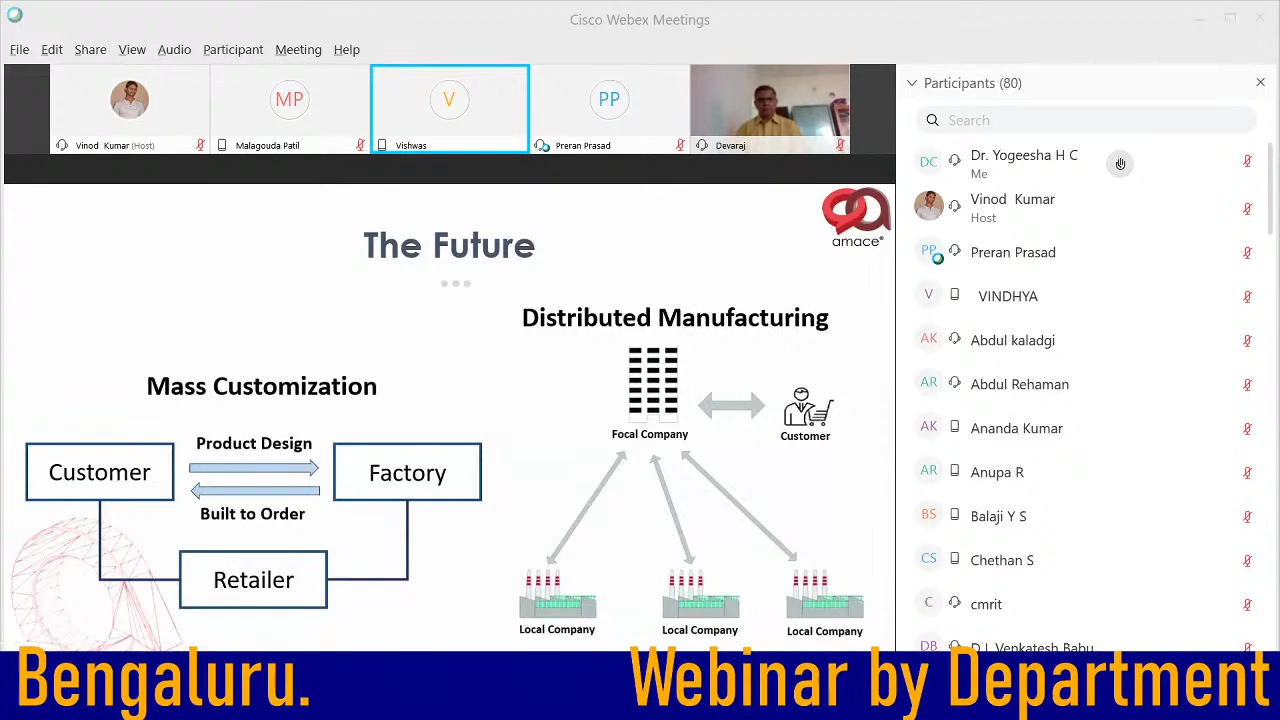 Cisco Webex Meetings
File Edit Share View Audio Participant Meeting Help
Vinod Kumar (Host)
MP
Malagouda Patil
V
Vishwas
PP
Preran Prasad
Devaraj
The Future
amace®
Mass Customization
Customer
Product Design
Built to Order
Factory
Retailer
Distributed Manufacturing
Focal Company
Customer
Local Company
Local Company
Local Company
Participants (80)
Search
DC Dr. Yogeesha H C
Me
Vinod Kumar
Host
PP Preran Prasad
V VINDHYA
AK Abdul kaladgi
AR Abdul Rehaman
AK Ananda Kumar
AR Anupa R
BS Balaji Y S
CS Chethan S
C cmrit
DB D L Venkatesh Babu
Bengaluru. Webinar by Department